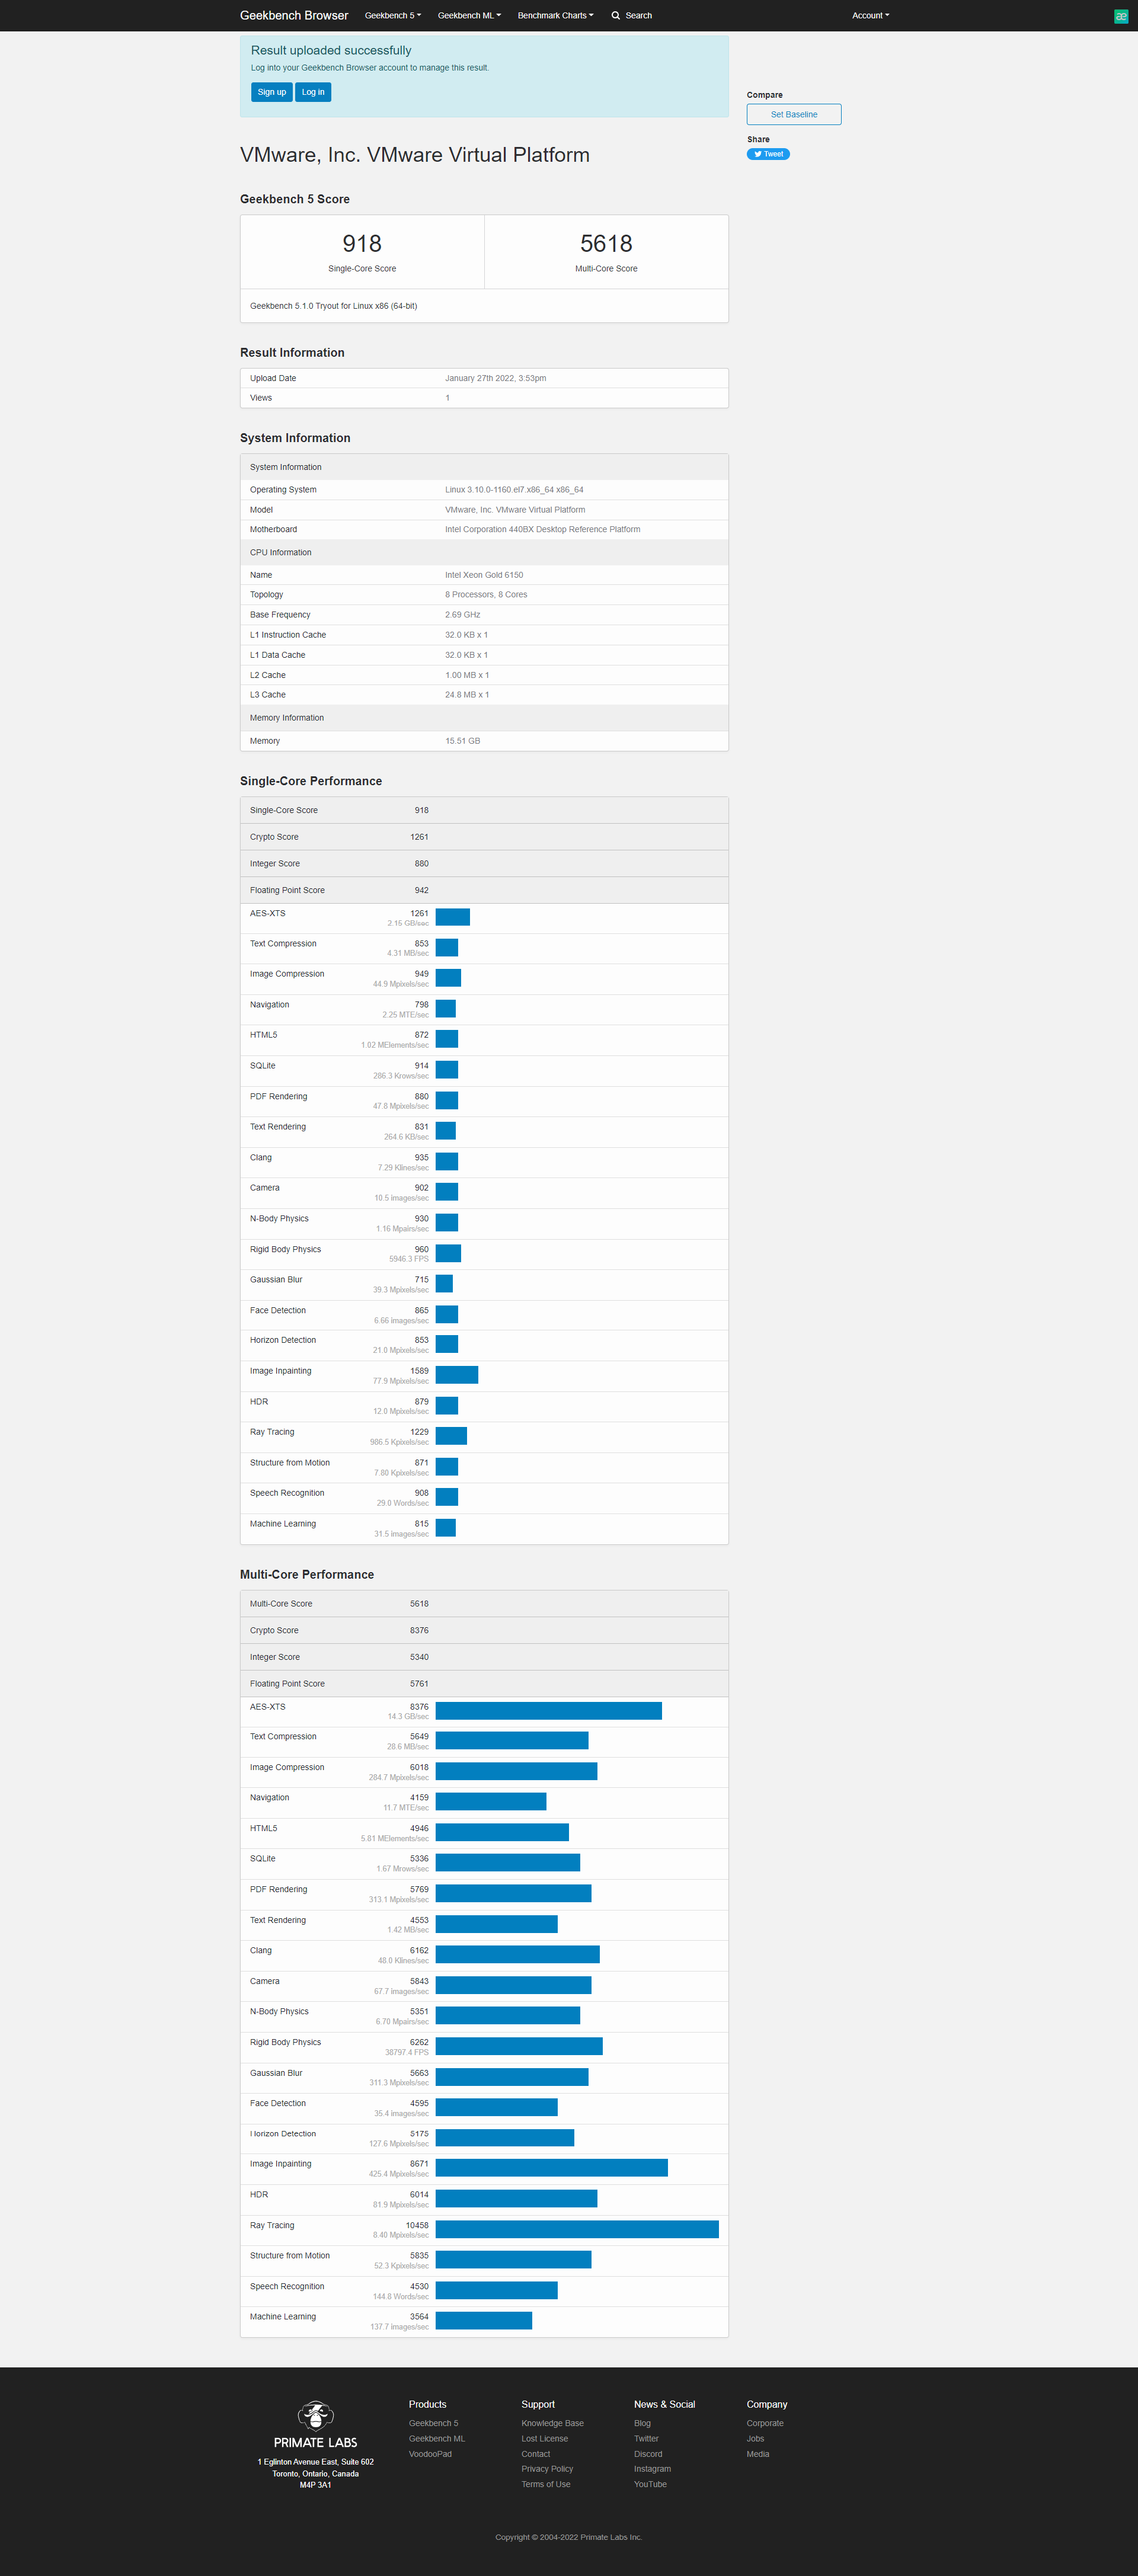 Geekbench Browser Geekbench 5 Geekbench ML Benchmark Charts Search Account
Result uploaded successfully
Log into your Geekbench Browser account to manage this result.
Sign up Log in
Compare
Set Baseline
Share
Tweet
VMware, Inc. VMware Virtual Platform
Geekbench 5 Score
918 5618
Single-Core Score Multi-Core Score
Geekbench 5.1.0 Tryout for Linux x86 (64-bit)
Result Information
Upload Date January 27th 2022, 3:53pm
Views 1
System Information
System Information
Operating System Linux 3.10.0-1160.el7.x86_64 x86_64
Model VMware, Inc. VMware Virtual Platform
Motherboard Intel Corporation 440BX Desktop Reference Platform
CPU Information
Name Intel Xeon Gold 6150
Topology 8 Processors, 8 Cores
Base Frequency 2.69 GHz
L1 Instruction Cache 32.0 KB x 1
L1 Data Cache 32.0 KB x 1
L2 Cache 1.00 MB x 1
L3 Cache 24.8 MB x 1
Memory Information
Memory 15.51 GB
Single-Core Performance
Single-Core Score 918
Crypto Score 1261
Integer Score 880
Floating Point Score 942
AES-XTS 1261
2.15 GB/sec
Text Compression 853
4.31 MB/sec
Image Compression 949
44.9 Mpixels/sec
Navigation 798
2.25 MTE/sec
HTML5 872
1.02 MElements/sec
SQLite 914
286.3 Krows/sec
PDF Rendering 880
47.8 Mpixels/sec
Text Rendering 831
264.6 KB/sec
Clang 935
7.29 Klines/sec
Camera 902
10.5 images/sec
N-Body Physics 930
1.16 Mpairs/sec
Rigid Body Physics 960
5946.3 FPS
Gaussian Blur 715
39.3 Mpixels/sec
Face Detection 865
6.66 images/sec
Horizon Detection 853
21.0 Mpixels/sec
Image Inpainting 1589
77.9 Mpixels/sec
HDR 879
12.0 Mpixels/sec
Ray Tracing 1229
986.5 Kpixels/sec
Structure from Motion 871
7.80 Kpixels/sec
Speech Recognition 908
29.0 Words/sec
Machine Learning 815
31.5 images/sec
Multi-Core Performance
Multi-Core Score 5618
Crypto Score 8376
Integer Score 5340
Floating Point Score 5761
AES-XTS 8376
14.3 GB/sec
Text Compression 5649
28.6 MB/sec
Image Compression 6018
284.7 Mpixels/sec
Navigation 4159
11.7 MTE/sec
HTML5 4946
5.81 MElements/sec
SQLite 5336
1.67 Mrows/sec
PDF Rendering 5769
313.1 Mpixels/sec
Text Rendering 4553
1.42 MB/sec
Clang 6162
48.0 Klines/sec
Camera 5843
67.7 images/sec
N-Body Physics 5351
6.70 Mpairs/sec
Rigid Body Physics 6262
38797.4 FPS
Gaussian Blur 5663
311.3 Mpixels/sec
Face Detection 4595
35.4 images/sec
Horizon Detection 5175
127.6 Mpixels/sec
Image Inpainting 8671
425.4 Mpixels/sec
HDR 6014
81.9 Mpixels/sec
Ray Tracing 10458
8.40 Mpixels/sec
Structure from Motion 5835
52.3 Kpixels/sec
Speech Recognition 4530
144.8 Words/sec
Machine Learning 3564
137.7 images/sec
PRIMATE LABS
1 Eglinton Avenue East, Suite 602
Toronto, Ontario, Canada
M4P 3A1
Products
Geekbench 5
Geekbench ML
VoodooPad
Support
Knowledge Base
Lost License
Contact
Privacy Policy
Terms of Use
News & Social
Blog
Twitter
Discord
Instagram
YouTube
Company
Corporate
Jobs
Media
Copyright © 2004-2022 Primate Labs Inc.